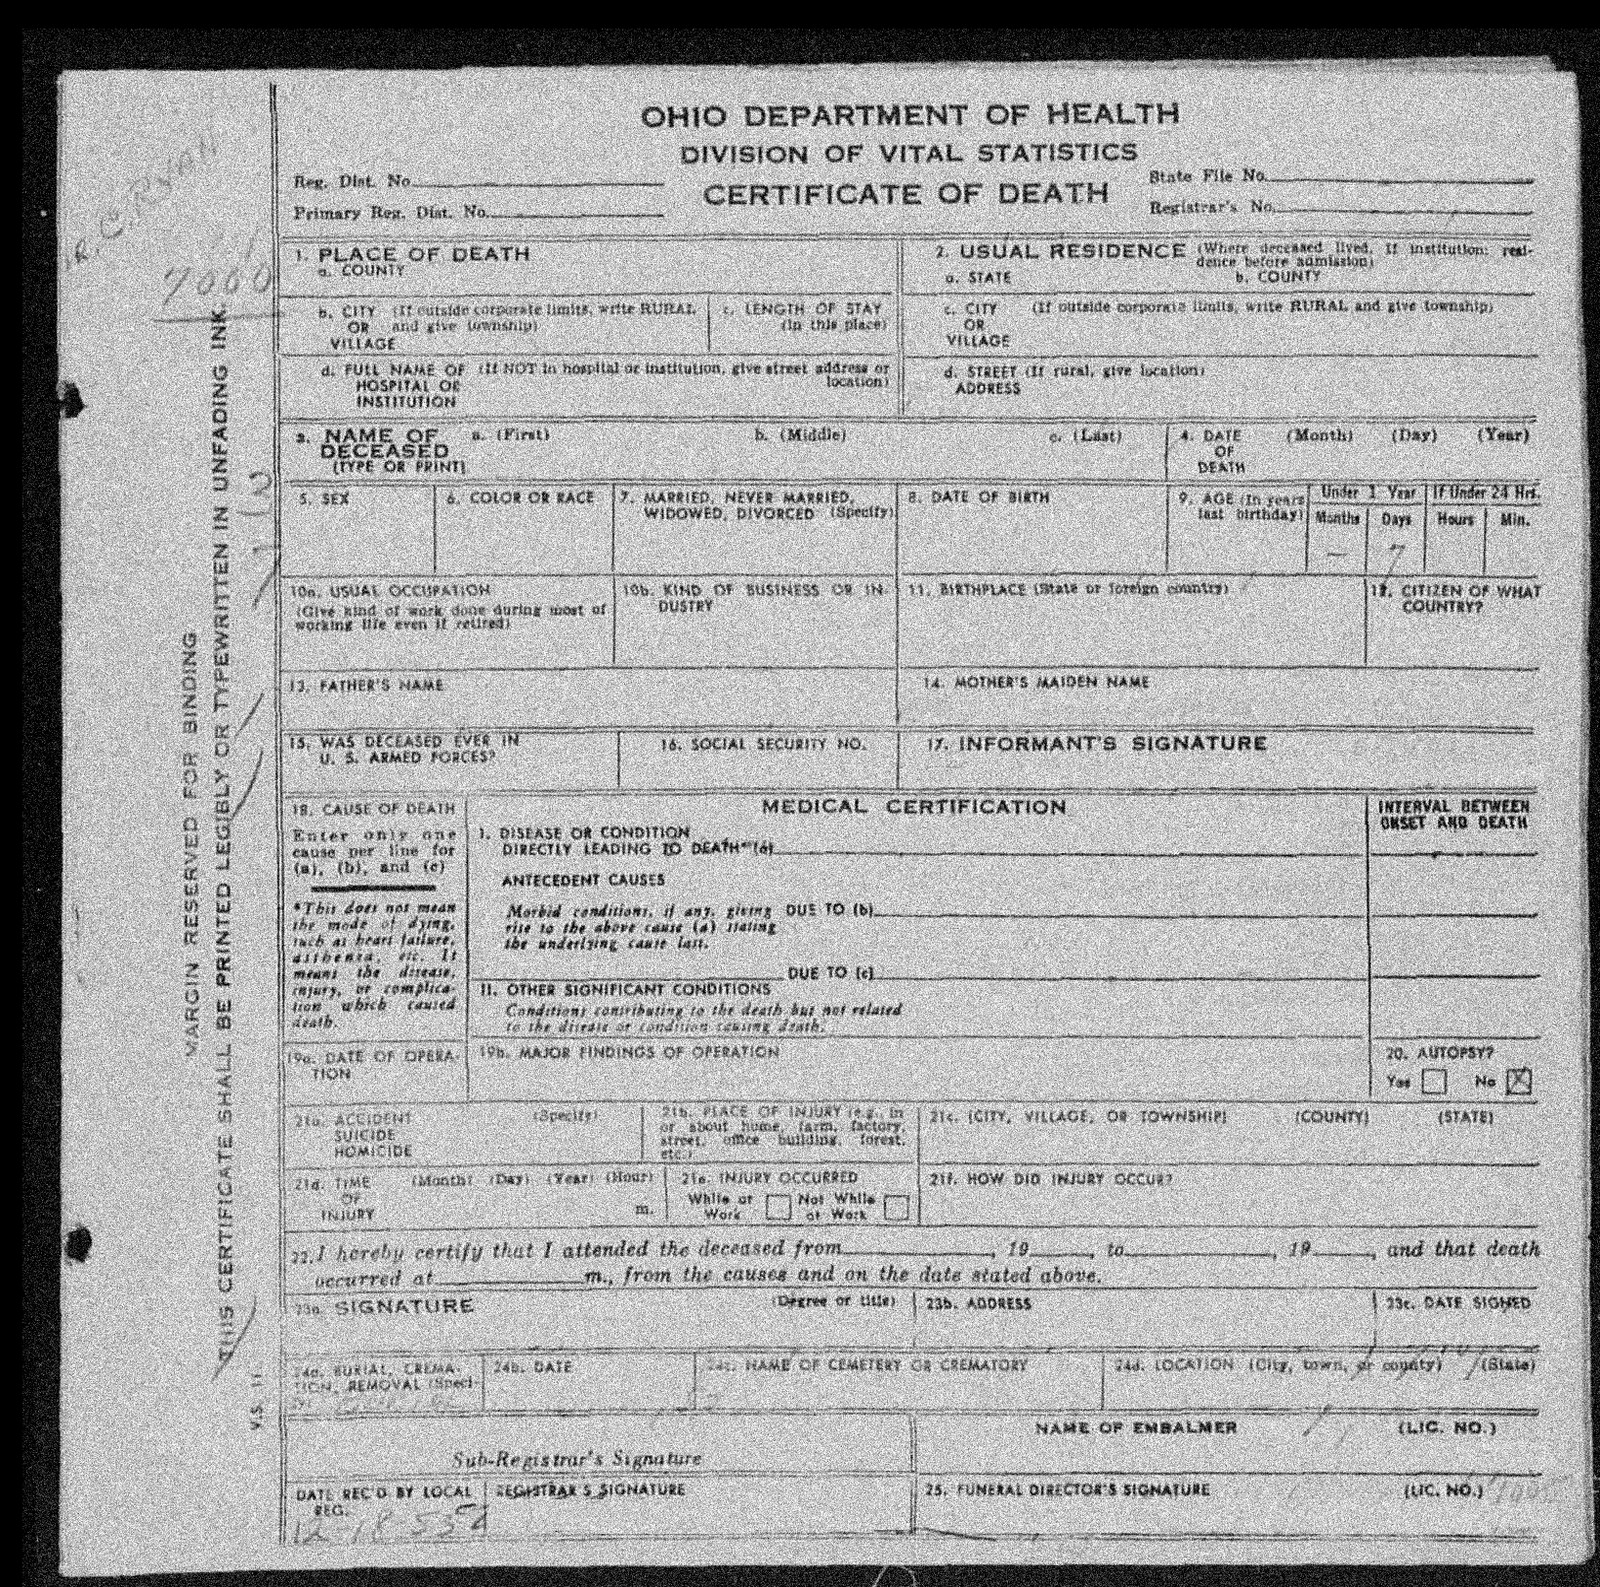 OHIO DEPARTMENT OF HEALTH
DIVISION OF VITAL STATISTICS
CERTIFICATE OF DEATH
Reg. Dist. No.
Primary Reg. Dist. No.
State File No.
Registrar's No.
R. C. RYAN
7000
1. PLACE OF DEATH
a. COUNTY
b. CITY (If outside corporate limits, write RURAL
OR and give township)
VILLAGE
c. LENGTH OF STAY
(in this place)
d. FULL NAME OF (If NOT in hospital or institution, give street address or
HOSPITAL OR location)
INSTITUTION
2. USUAL RESIDENCE (Where deceased lived. If institution: resi-
dence before admission)
a. STATE b. COUNTY
c. CITY (If outside corporate limits, write RURAL and give township)
OR
VILLAGE
d. STREET (If rural, give location)
ADDRESS
3. NAME OF a. (First) b. (Middle) c. (Last)
DECEASED
(TYPE OR PRINT)
4. DATE (Month) (Day) (Year)
OF
DEATH
5. SEX
6. COLOR OR RACE
7. MARRIED, NEVER MARRIED,
WIDOWED, DIVORCED (Specify)
8. DATE OF BIRTH
9. AGE (In years
last birthday)
Under 1 Year
If Under 24 Hrs.
Months Days Hours Min.
— 7
10a. USUAL OCCUPATION
(Give kind of work done during most of
working life even if retired)
10b. KIND OF BUSINESS OR IN-
DUSTRY
11. BIRTHPLACE (State or foreign country)
12. CITIZEN OF WHAT
COUNTRY?
13. FATHER'S NAME
14. MOTHER'S MAIDEN NAME
15. WAS DECEASED EVER IN
U. S. ARMED FORCES?
16. SOCIAL SECURITY NO.
17. INFORMANT'S SIGNATURE
18. CAUSE OF DEATH
Enter only one
cause per line for
(a), (b), and (c)
*This does not mean
the mode of dying,
such as heart failure,
asthenia, etc. It
means the disease,
injury, or complica-
tion which caused
death.
MEDICAL CERTIFICATION
INTERVAL BETWEEN
ONSET AND DEATH
I. DISEASE OR CONDITION
DIRECTLY LEADING TO DEATH*(a)
ANTECEDENT CAUSES
Morbid conditions, if any, giving DUE TO (b)
rise to the above cause (a) stating
the underlying cause last.
DUE TO (c)
II. OTHER SIGNIFICANT CONDITIONS
Conditions contributing to the death but not related
to the disease or condition causing death.
19a. DATE OF OPERA-
TION
19b. MAJOR FINDINGS OF OPERATION
20. AUTOPSY?
Yes No X
21a. ACCIDENT (Specify)
SUICIDE
HOMICIDE
21b. PLACE OF INJURY (e.g., in
or about home, farm, factory,
street, office building, forest,
etc.)
21c. (CITY, VILLAGE, OR TOWNSHIP) (COUNTY) (STATE)
21d. TIME (Month) (Day) (Year) (Hour)
OF
INJURY m.
21e. INJURY OCCURRED
While at Not While
Work at Work
21f. HOW DID INJURY OCCUR?
22. I hereby certify that I attended the deceased from , 19 , to , 19 , and that death
occurred at m., from the causes and on the date stated above.
23a. SIGNATURE (Degree or title)
23b. ADDRESS
23c. DATE SIGNED
24a. BURIAL, CREMA-
TION, REMOVAL (Speci-
24b. DATE
24c. NAME OF CEMETERY OR CREMATORY
24d. LOCATION (City, town, or county) (State)
Sub-Registrar's Signature
NAME OF EMBALMER (LIC. NO.)
DATE REC'D BY LOCAL
REG.
REGISTRAR'S SIGNATURE
25. FUNERAL DIRECTOR'S SIGNATURE (LIC. NO.)
MARGIN RESERVED FOR BINDING
THIS CERTIFICATE SHALL BE PRINTED LEGIBLY OR TYPEWRITTEN IN UNFADING INK.
V.S. 11